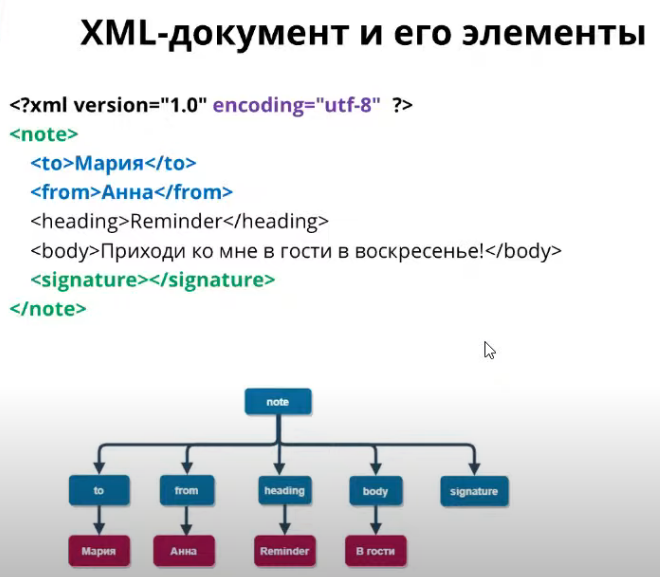 XML-документ и его элементы
<?xml version="1.0" encoding="utf-8" ?>
<note>
<to>Мария</to>
<from>Анна</from>
<heading>Reminder</heading>
<body>Приходи ко мне в гости в воскресенье!</body>
<signature></signature>
</note>
note
to from heading body signature
Мария Анна Reminder В гости